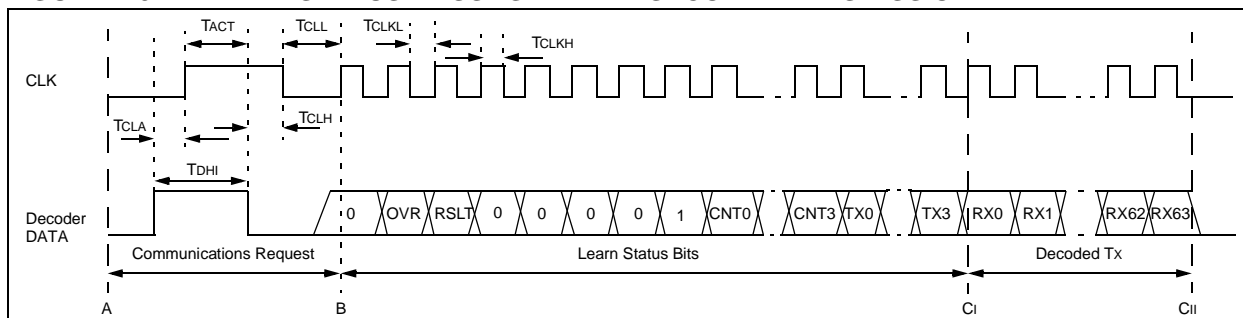 TACT TCLL TCLKL TCLKH
CLK
TCLA TCLH
TDHI
Decoder
DATA
0 OVR RSLT 0 0 0 0 1 CNT0 CNT3 TX0 TX3 RX0 RX1 RX62 RX63
Communications Request Learn Status Bits Decoded TX
A B CI CII